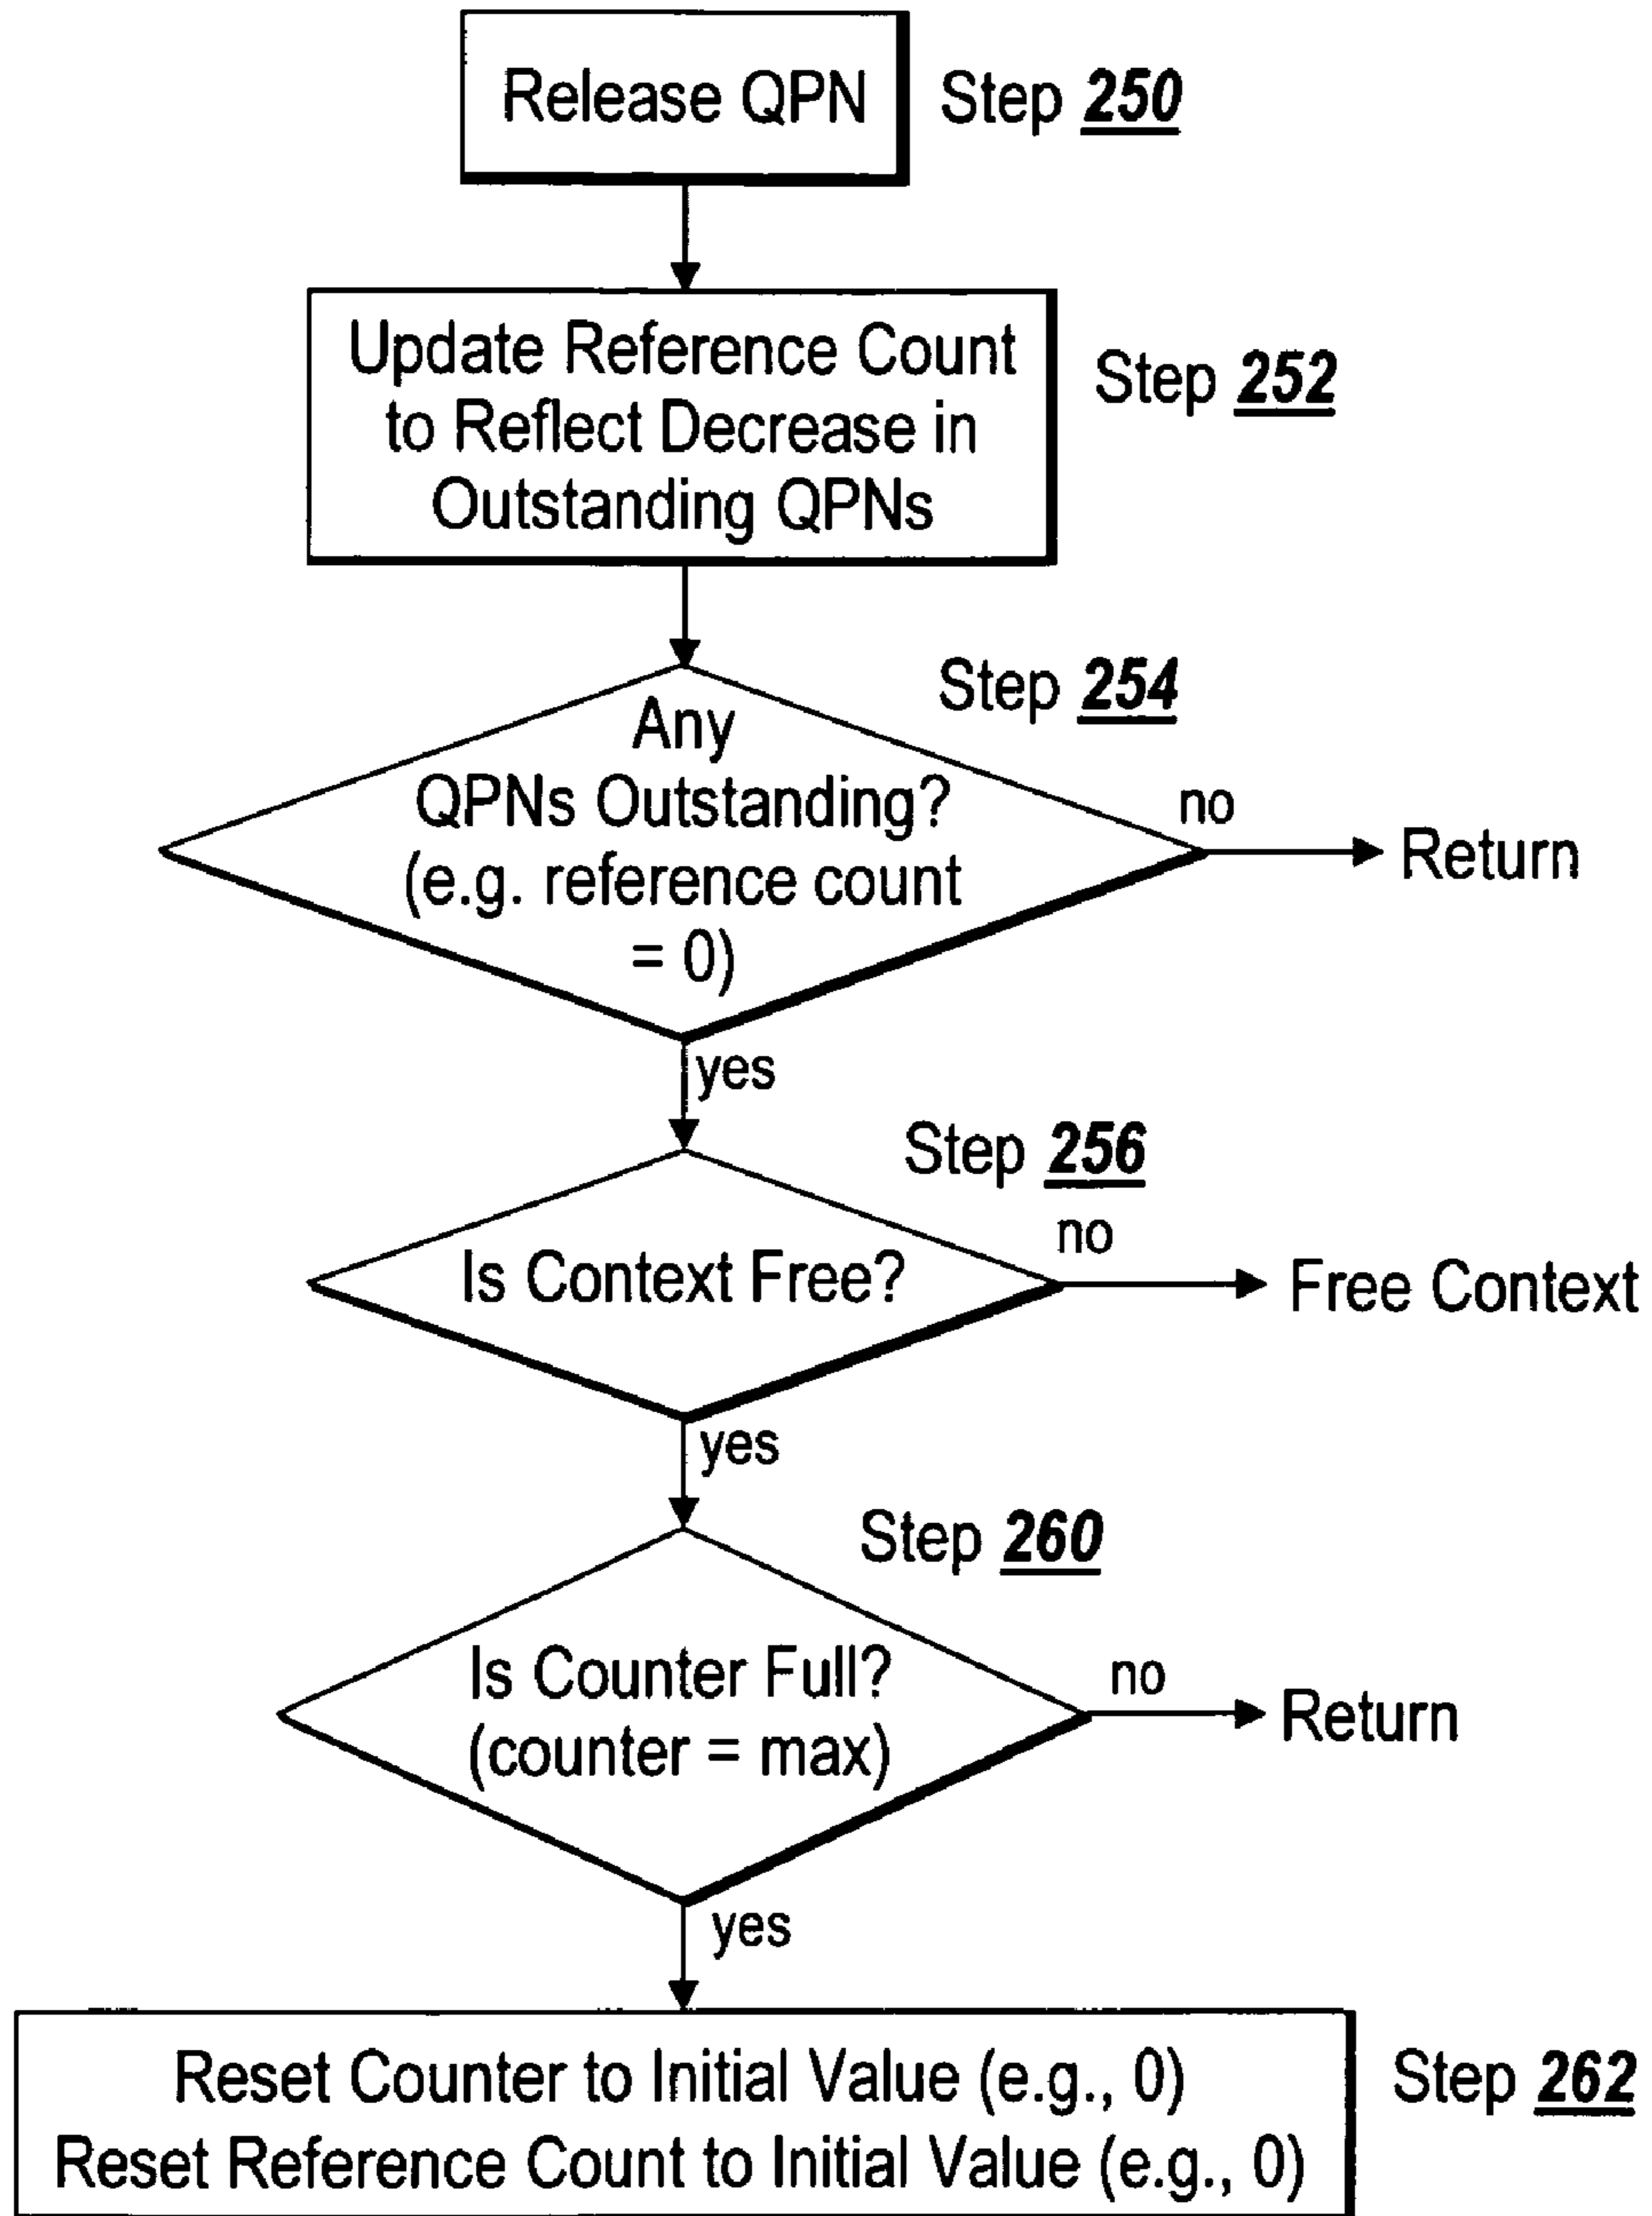 Release QPN
Step 250
Update Reference Count
to Reflect Decrease in
Outstanding QPNs
Step 252
Step 254
Any
QPNs Outstanding?
(e.g. reference count
= 0)
no
Return
yes
Step 256
Is Context Free?
no
Free Context
yes
Step 260
Is Counter Full?
(counter = max)
no
Return
yes
Reset Counter to Initial Value (e.g., 0)
Reset Reference Count to Initial Value (e.g., 0)
Step 262